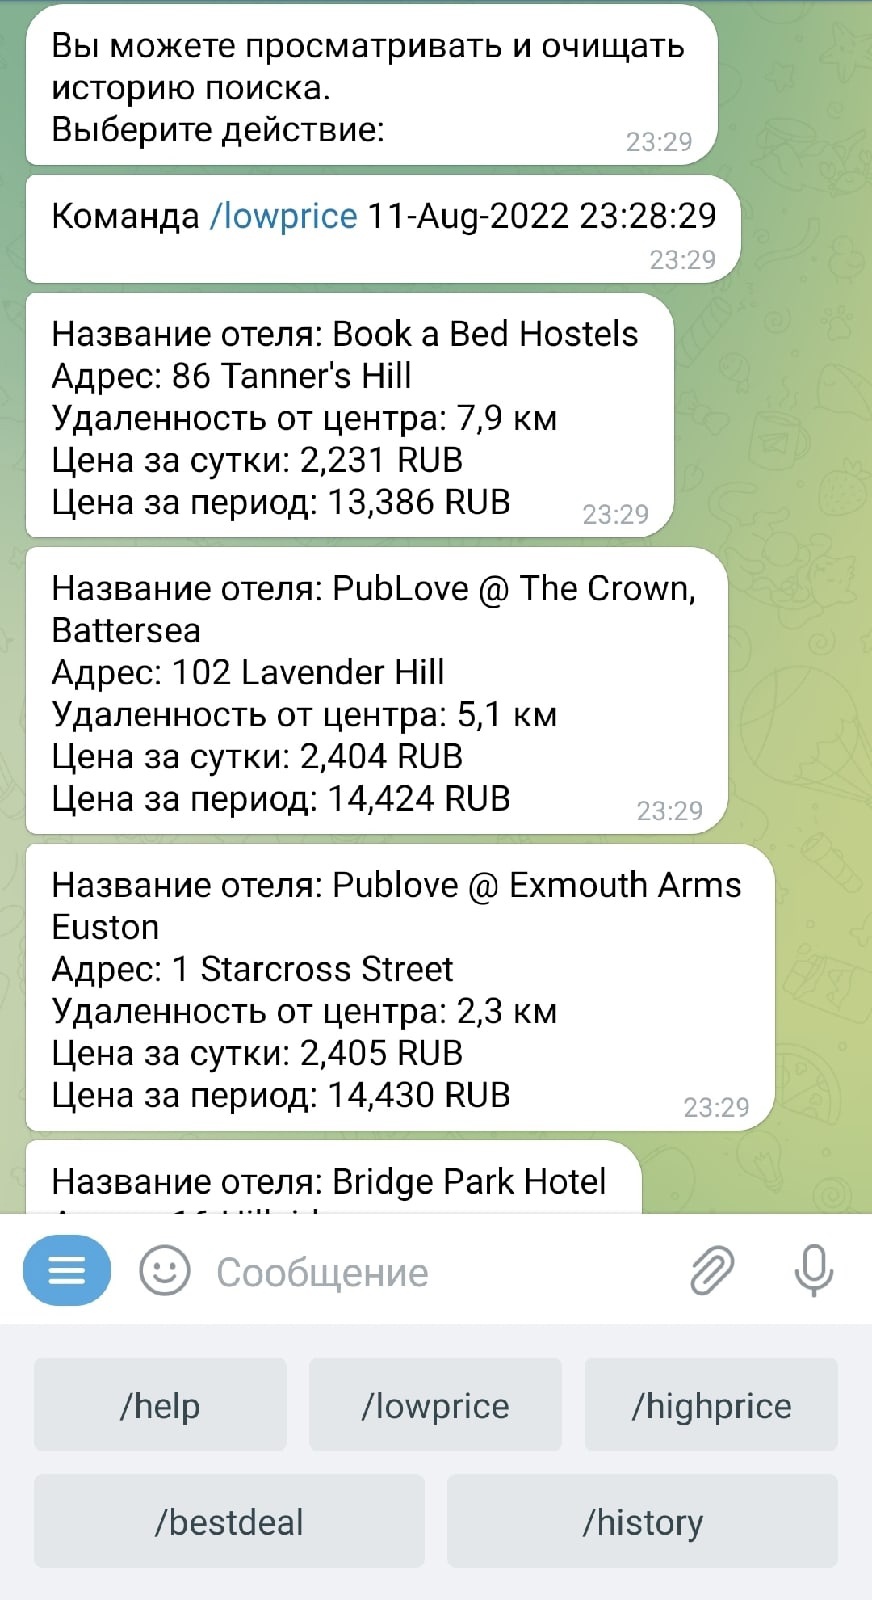 Вы можете просматривать и очищать
историю поиска.
Выберите действие:
23:29
Команда /lowprice 11-Aug-2022 23:28:29
23:29
Название отеля: Book a Bed Hostels
Адрес: 86 Tanner's Hill
Удаленность от центра: 7,9 км
Цена за сутки: 2,231 RUB
Цена за период: 13,386 RUB
23:29
Название отеля: PubLove @ The Crown,
Battersea
Адрес: 102 Lavender Hill
Удаленность от центра: 5,1 км
Цена за сутки: 2,404 RUB
Цена за период: 14,424 RUB
23:29
Название отеля: Publove @ Exmouth Arms
Euston
Адрес: 1 Starcross Street
Удаленность от центра: 2,3 км
Цена за сутки: 2,405 RUB
Цена за период: 14,430 RUB
23:29
Название отеля: Bridge Park Hotel
Сообщение
/help /lowprice /highprice
/bestdeal /history